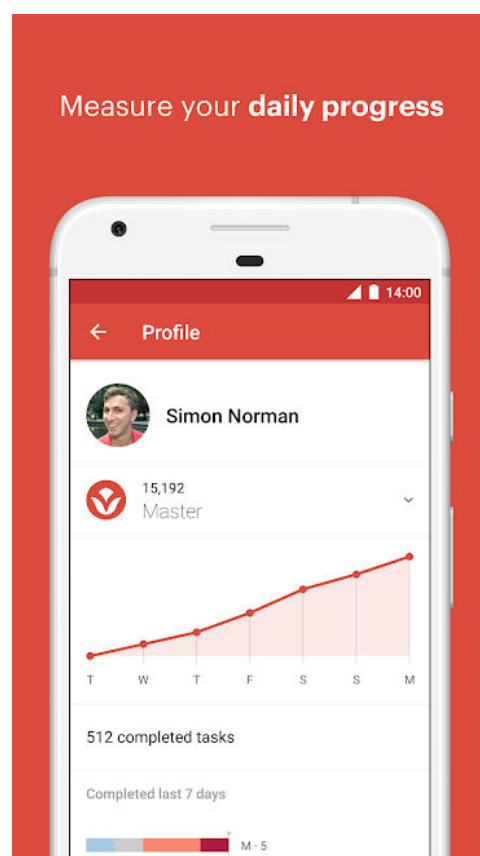 Measure your daily progress
14:00
Profile
Simon Norman
15,192
Master
T W T F S S M
512 completed tasks
Completed last 7 days
M - 5